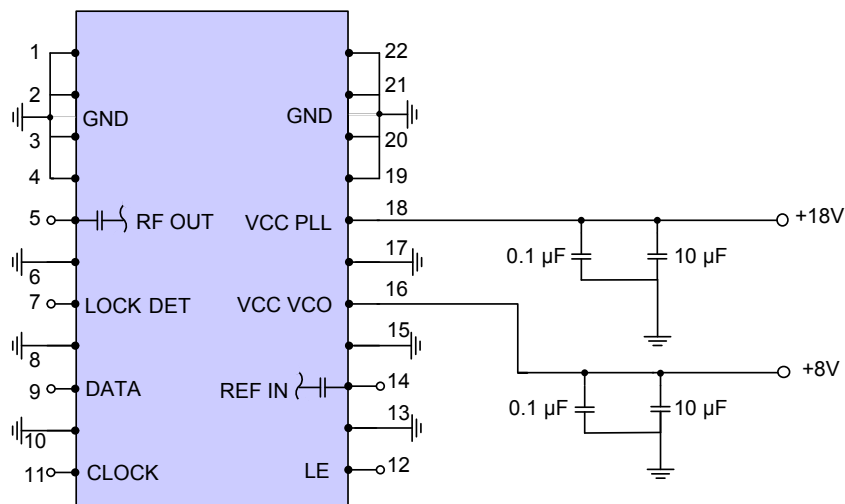 1
22
2
21
GND
GND
3
20
4
19
5
RF OUT
VCC PLL
18
+18V
6
17
0.1 µF
10 µF
7
LOCK DET
VCC VCO
16
8
15
+8V
9
DATA
REF IN
14
0.1 µF
10 µF
10
13
11
CLOCK
LE
12